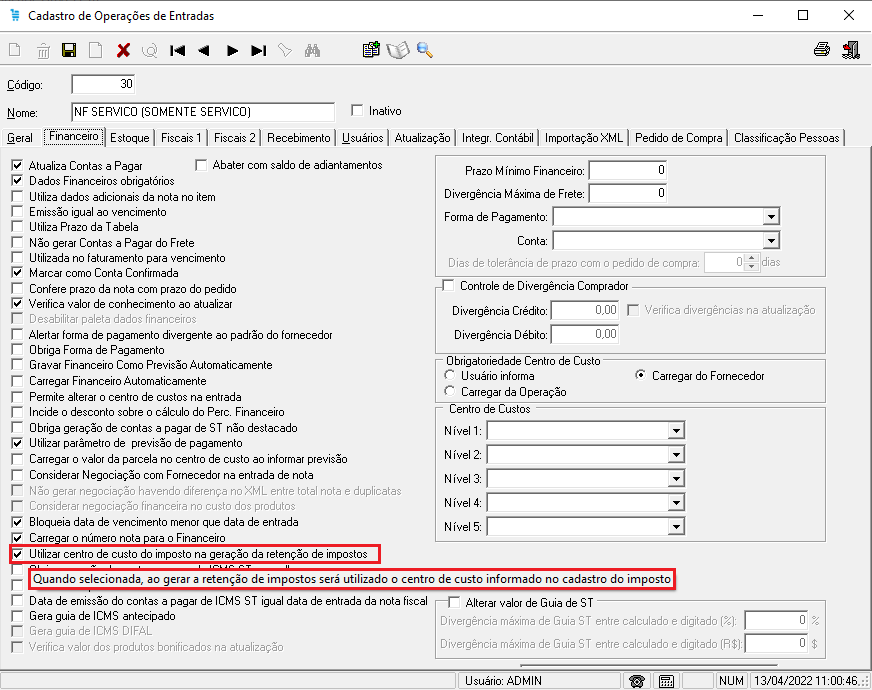 Cadastro de Operações de Entradas
Código: 30
Nome: NF SERVICO (SOMENTE SERVICO)
Inativo
Geral Financeiro Estoque Fiscais 1 Fiscais 2 Recebimento Usuários Atualização Integr. Contábil Importação XML Pedido de Compra Classificação Pessoas
Atualiza Contas a Pagar
Abater com saldo de adiantamentos
Dados Financeiros obrigatórios
Utiliza dados adicionais da nota no item
Emissão igual ao vencimento
Utiliza Prazo da Tabela
Não gerar Contas a Pagar do Frete
Utilizada no faturamento para vencimento
Marcar como Conta Confirmada
Confere prazo da nota com prazo do pedido
Verifica valor de conhecimento ao atualizar
Desabilitar paleta dados financeiros
Alertar forma de pagamento divergente ao padrão do fornecedor
Obriga Forma de Pagamento
Gravar Financeiro Como Previsão Automaticamente
Carregar Financeiro Automaticamente
Permite alterar o centro de custos na entrada
Incide o desconto sobre o cálculo do Perc. Financeiro
Obriga geração de contas a pagar de ST não destacado
Utilizar parâmetro de previsão de pagamento
Carregar o valor da parcela no centro de custo ao informar previsão
Considerar Negociação com Fornecedor na entrada de nota
Não gerar negociação havendo diferença no XML entre total nota e duplicatas
Considerar negociação financeira no custo dos produtos
Bloqueia data de vencimento menor que data de entrada
Carregar o número nota para o Financeiro
Utilizar centro de custo do imposto na geração da retenção de impostos
Quando selecionada, ao gerar a retenção de impostos será utilizado o centro de custo informado no cadastro do imposto
Data de emissão do contas a pagar de ICMS ST igual data de entrada da nota fiscal
Gera guia de ICMS antecipado
Gera guia de ICMS DIFAL
Verifica valor dos produtos bonificados na atualização
Prazo Mínimo Financeiro: 0
Divergência Máxima de Frete: 0
Forma de Pagamento:
Conta:
Dias de tolerância de prazo com o pedido de compra: 0 dias
Controle de Divergência Comprador
Divergência Crédito: 0,00
Verifica divergências na atualização
Divergência Débito: 0,00
Obrigatoriedade Centro de Custo
Usuário informa
Carregar do Fornecedor
Carregar da Operação
Centro de Custos
Nível 1:
Nível 2:
Nível 3:
Nível 4:
Nível 5:
Alterar valor de Guia de ST
Divergência máxima de Guia ST entre calculado e digitado (%): 0 %
Divergência máxima de Guia ST entre calculado e digitado (R$): 0 $
Usuário: ADMIN
NUM
13/04/2022 11:00:46